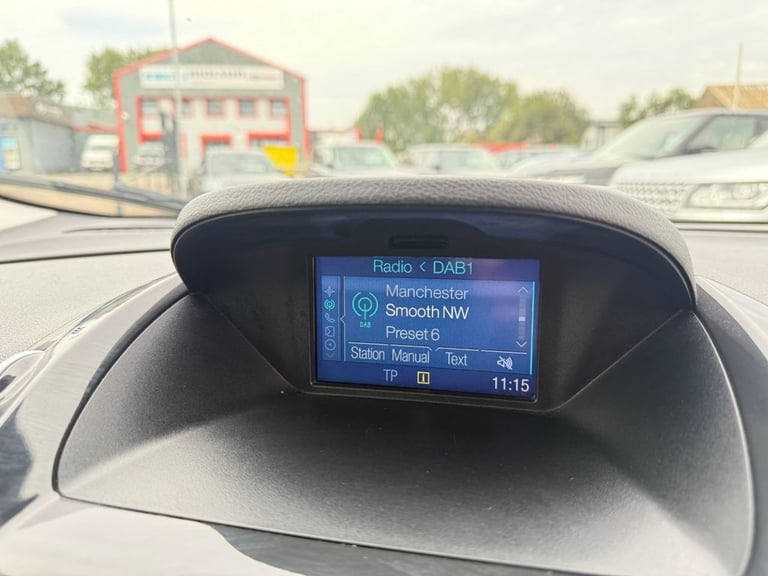 Radio < DAB1
Manchester
DAB
Smooth NW
Preset 6
Station Manual Text
TP i 11:15